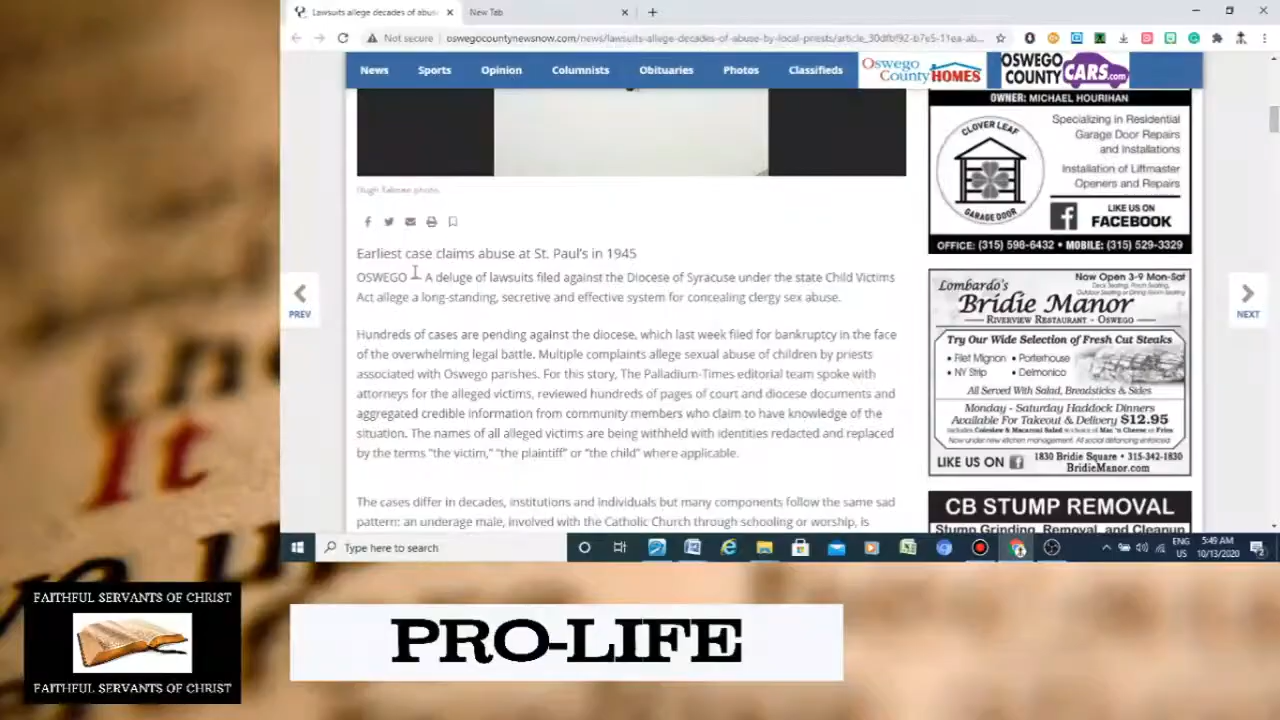 Lawsuits allege decades of abus
New Tab
Not secure
oswegocountynewsnow.com/news/lawsuits-allege-decades-of-abuse-by-local-priests/article_30dfbf92-b7e5-11ea-ab...
News
Sports
Opinion
Columnists
Obituaries
Photos
Classifieds
Oswego
County HOMES
OSWEGO
COUNTY CARS.com
OWNER: MICHAEL HOURIHAN
CLOVER LEAF
GARAGE DOOR
Specializing in Residential
Garage Door Repairs
and Installations
Installation of Liftmaster
Openers and Repairs
LIKE US ON
FACEBOOK
OFFICE: (315) 598-6432 • MOBILE: (315) 529-3329
Earliest case claims abuse at St. Paul's in 1945
OSWEGO — A deluge of lawsuits filed against the Diocese of Syracuse under the state Child Victims
Act allege a long-standing, secretive and effective system for concealing clergy sex abuse.
Hundreds of cases are pending against the diocese, which last week filed for bankruptcy in the face
of the overwhelming legal battle. Multiple complaints allege sexual abuse of children by priests
associated with Oswego parishes. For this story, The Palladium-Times editorial team spoke with
attorneys for the alleged victims, reviewed hundreds of pages of court and diocese documents and
aggregated credible information from community members who claim to have knowledge of the
situation. The names of all alleged victims are being withheld with identities redacted and replaced
by the terms "the victim," "the plaintiff" or "the child" where applicable.
The cases differ in decades, institutions and individuals but many components follow the same sad
pattern: an underage male, involved with the Catholic Church through schooling or worship, is
PREV
NEXT
Now Open 3-9 Mon-Sat
Lombardo's
Bridie Manor
RIVERVIEW RESTAURANT - OSWEGO
Try Our Wide Selection of Fresh Cut Steaks
• Filet Mignon • Porterhouse
• NY Strip • Delmonico
All Served With Salad, Breadsticks & Sides
Monday - Saturday Haddock Dinners
Available For Takeout & Delivery $12.95
Now under new kitchen management. All social distancing enforced
LIKE US ON
1830 Bridie Square • 315-342-1830
BridieManor.com
CB STUMP REMOVAL
Stump Grinding, Removal, and Cleanup
Type here to search
ENG
US
5:49 AM
10/13/2020
the
It
FAITHFUL SERVANTS OF CHRIST
FAITHFUL SERVANTS OF CHRIST
PRO-LIFE